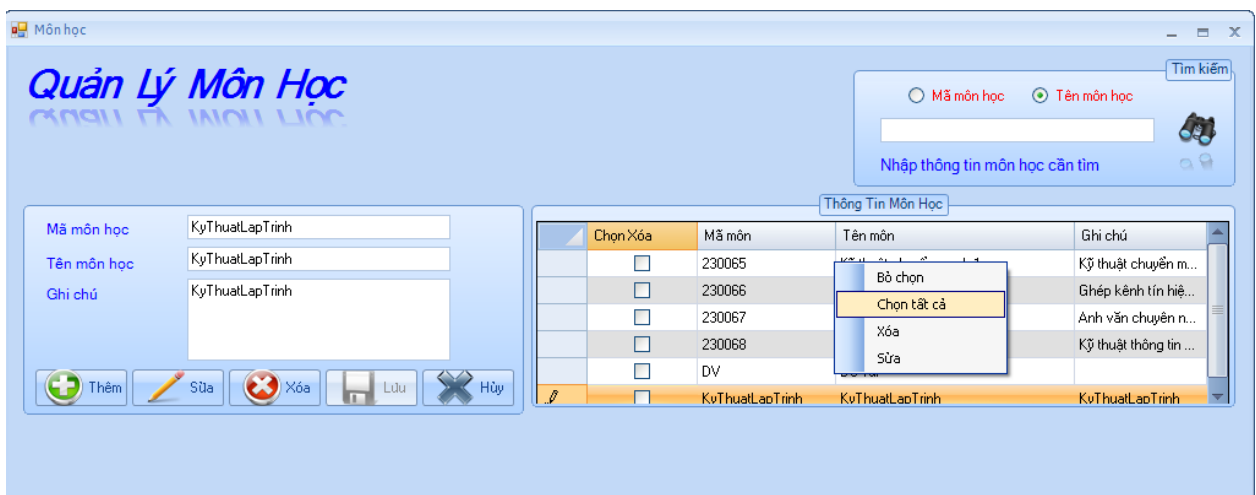 Môn học
Quản Lý Môn Học
Tìm kiếm
Mã môn học Tên môn học
Nhập thông tin môn học cần tìm
Mã môn học KyThuatLapTrinh
Tên môn học KyThuatLapTrinh
Ghi chú KyThuatLapTrinh
Thêm Sửa Xóa Lưu Hủy
Thông Tin Môn Học
Chọn Xóa Mã môn Tên môn Ghi chú
230065 Kỹ thuật chuyển m...
230066 Ghép kênh tín hiệ...
230067 Anh văn chuyên n...
230068 Kỹ thuật thông tin ...
DV
KyThuatLapTrinh KyThuatLapTrinh KyThuatLapTrinh
Bỏ chọn
Chọn tất cả
Xóa
Sửa